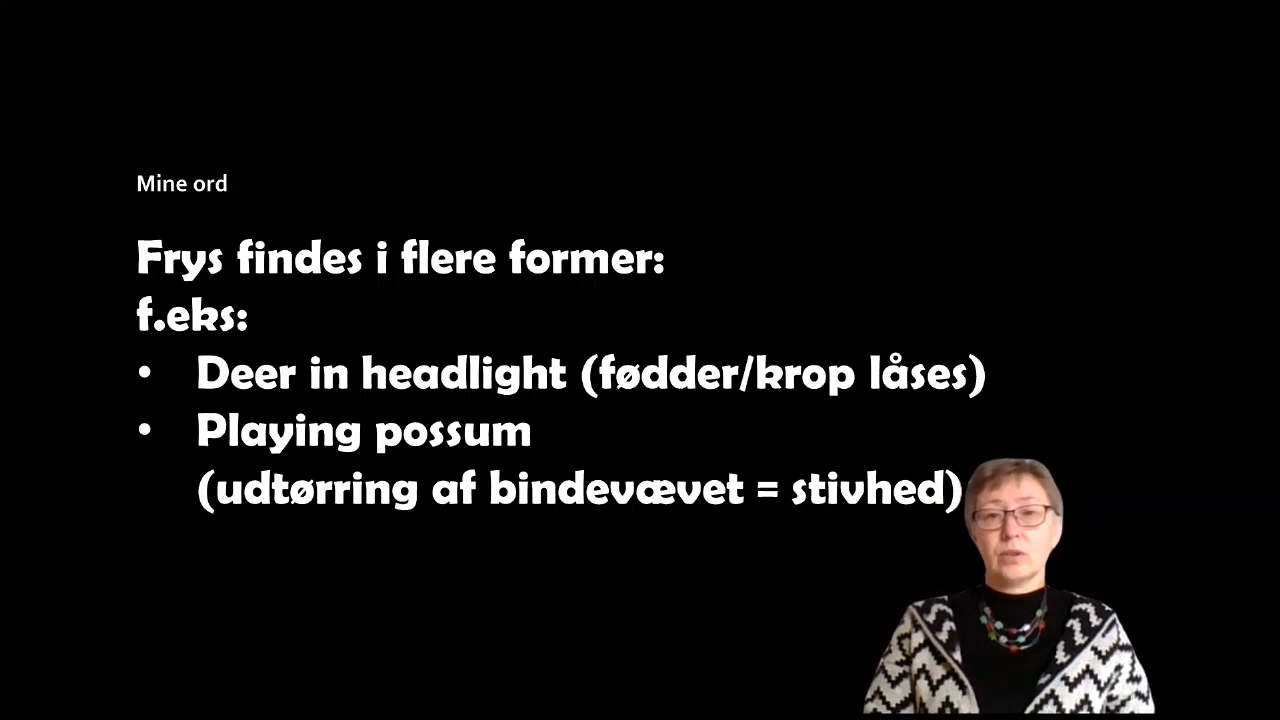 Mine ord
Frys findes i flere former:
f.eks:
• Deer in headlight (fødder/krop låses)
• Playing possum
(udtørring af bindevævet = stivhed)